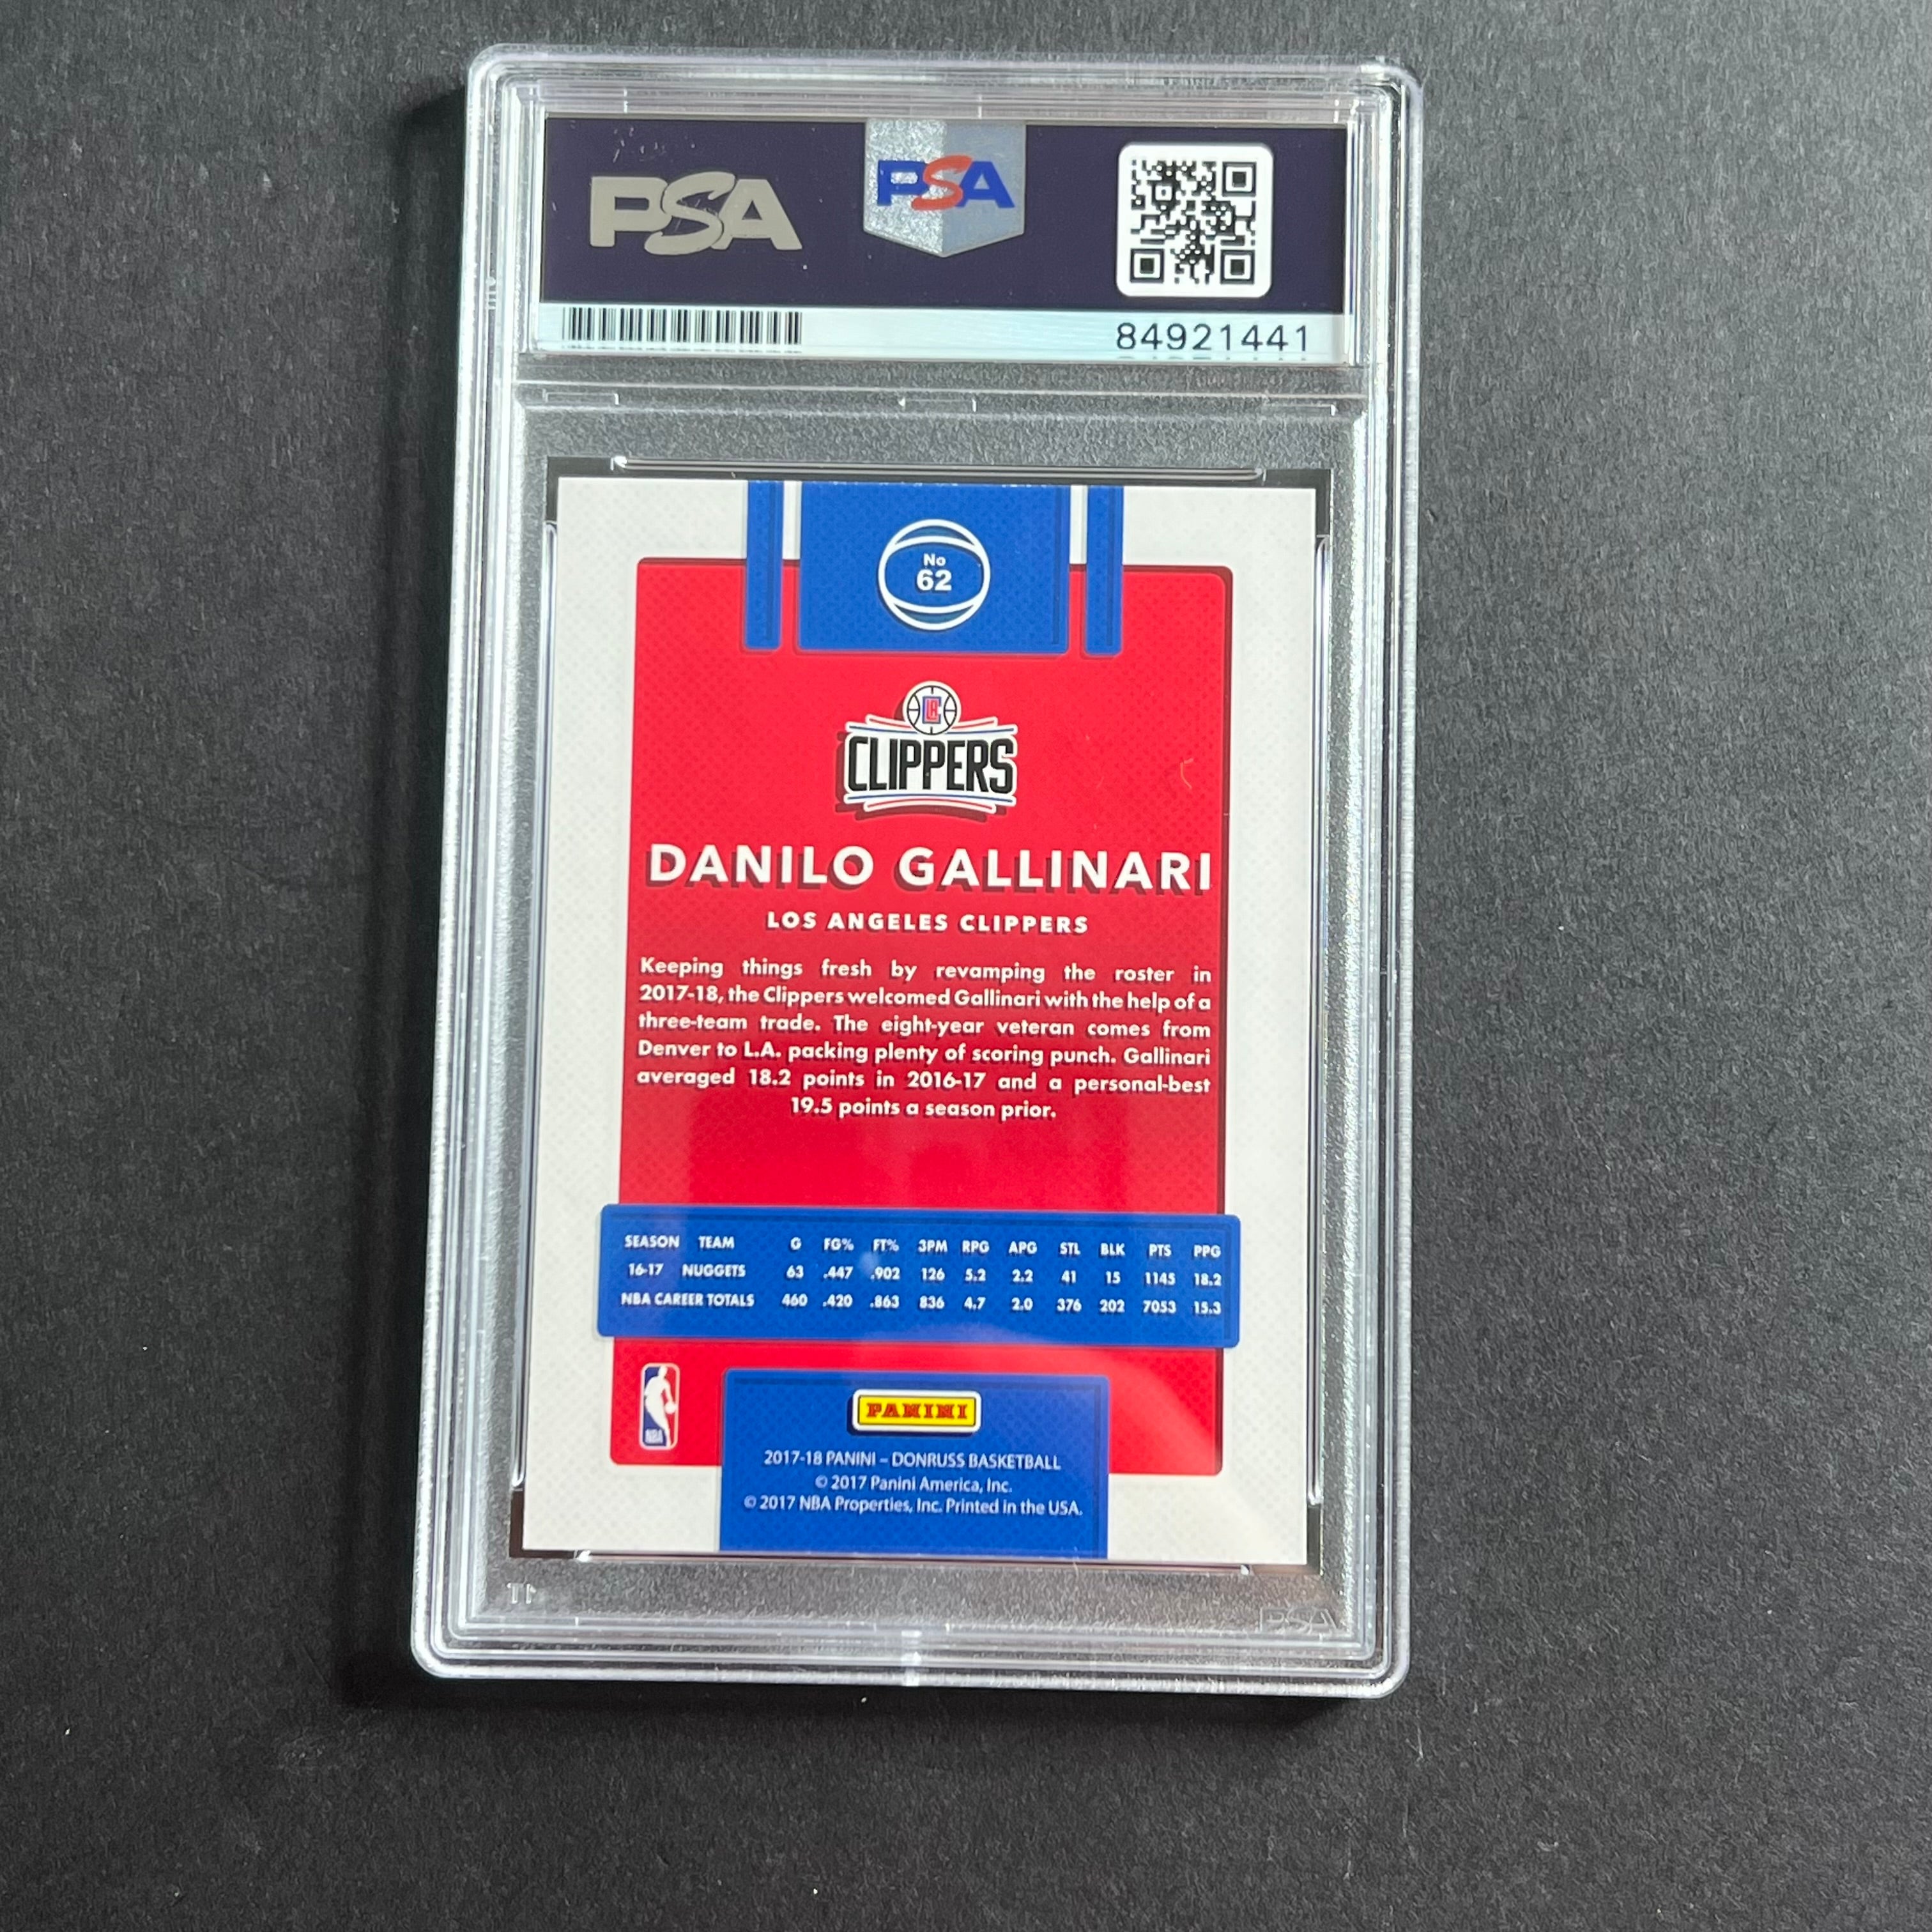 PSA
PSA
84921441
No
62
LA
CLIPPERS
DANILO GALLINARI
LOS ANGELES CLIPPERS
Keeping things fresh by revamping the roster in
2017-18, the Clippers welcomed Gallinari with the help of a
three-team trade. The eight-year veteran comes from
Denver to L.A. packing plenty of scoring punch. Gallinari
averaged 18.2 points in 2016-17 and a personal-best
19.5 points a season prior.
SEASON TEAM G FG% FT% 3PM RPG APG STL BLK PTS PPG
16-17 NUGGETS 63 .447 .902 126 5.2 2.2 41 15 1145 18.2
NBA CAREER TOTALS 460 .420 .863 836 4.7 2.0 376 202 7053 15.3
NBA
PANINI
2017-18 PANINI – DONRUSS BASKETBALL
© 2017 Panini America, Inc.
© 2017 NBA Properties, Inc. Printed in the USA.
PSA